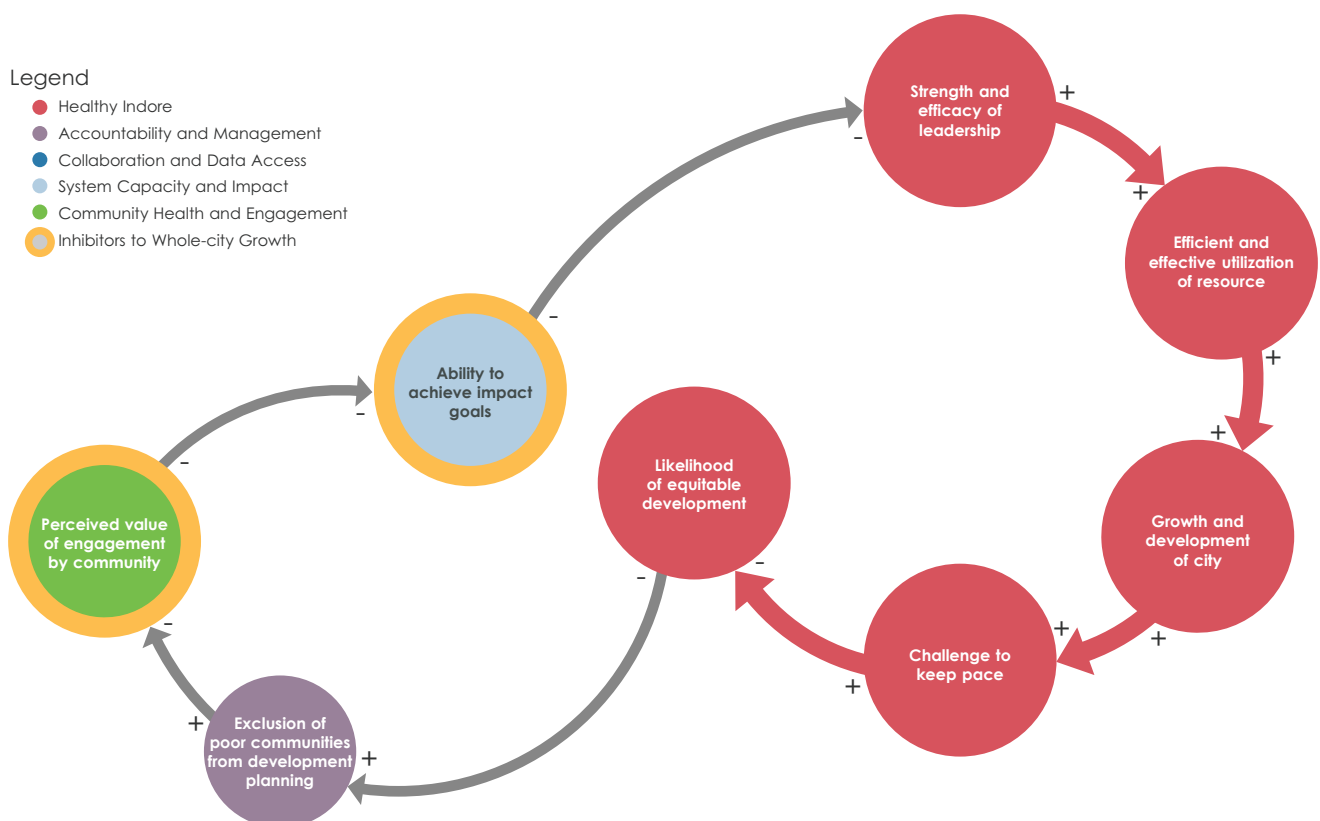 Legend
Healthy Indore
Accountability and Management
Collaboration and Data Access
System Capacity and Impact
Community Health and Engagement
Inhibitors to Whole-city Growth
Strength and
efficacy of
leadership
+
-
+
Efficient and
effective utilization
of resource
+
+
Growth and
development
of city
+
+
Challenge to
keep pace
+
-
Likelihood
of equitable
development
-
+
Exclusion of
poor communities
from development
planning
+
-
Perceived value
of engagement
by community
-
-
Ability to
achieve impact
goals
-